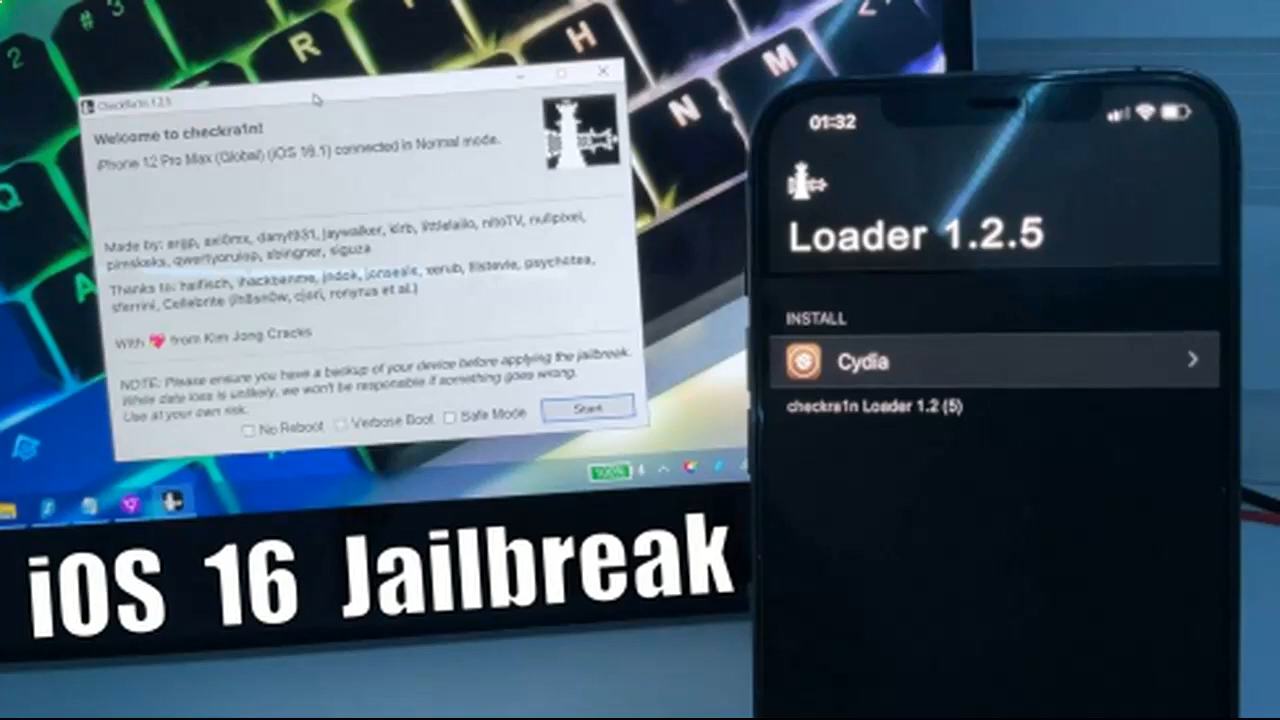 # 3
2
R
H
Z
M
N
Q
A
CheckRa1n 1.2.5
Welcome to checkra1n!
iPhone 12 Pro Max (Global) (iOS 16.1) connected in Normal mode.
Made by: argp, axi0mx, danyl931, jaywalker, kirb, littlelailo, nitoTV, nullpixel,
pimskeks, qwertyoruiop, sbingner, siguza
Thanks to: haifisch, jndok, jonseals, xerub, lilstevie, psychotea,
sferrini, Cellebrite (ih8sn0w, cjori, ronyrus et al.)
With 💖 from Kim Jong Cracks
NOTE: Please ensure you have a backup of your device before applying the jailbreak.
While data loss is unlikely, we won't be responsible if something goes wrong.
Use at your own risk.
No Reboot Verbose Boot Safe Mode Start
100%
iOS 16 Jailbreak
01:32
Loader 1.2.5
INSTALL
Cydia
checkra1n Loader 1.2 (5)